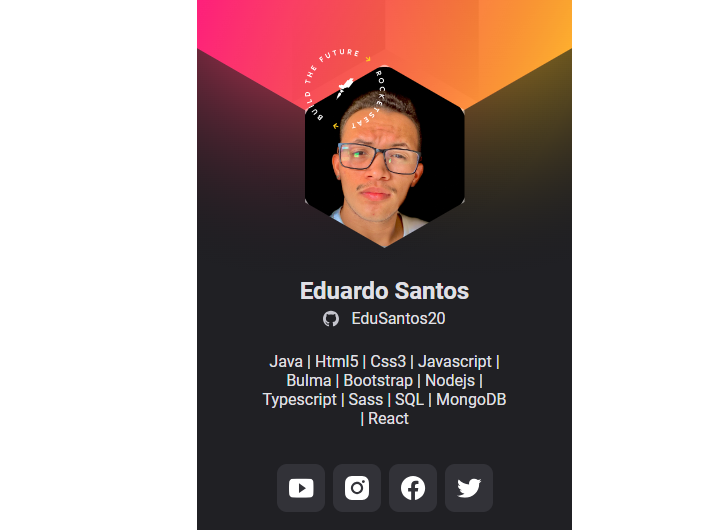 BUILD THE FUTURE
ROCKETSEAT
Eduardo Santos
EduSantos20
Java | Html5 | Css3 | Javascript |
Bulma | Bootstrap | Nodejs |
Typescript | Sass | SQL | MongoDB
| React